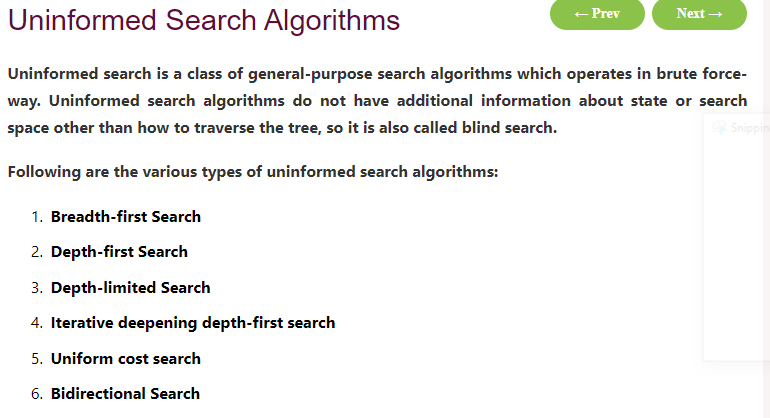 Uninformed Search Algorithms
← Prev
Next →
Uninformed search is a class of general-purpose search algorithms which operates in brute force-
way. Uninformed search algorithms do not have additional information about state or search
space other than how to traverse the tree, so it is also called blind search.
Snippin
Following are the various types of uninformed search algorithms:
1. Breadth-first Search
2. Depth-first Search
3. Depth-limited Search
4. Iterative deepening depth-first search
5. Uniform cost search
6. Bidirectional Search